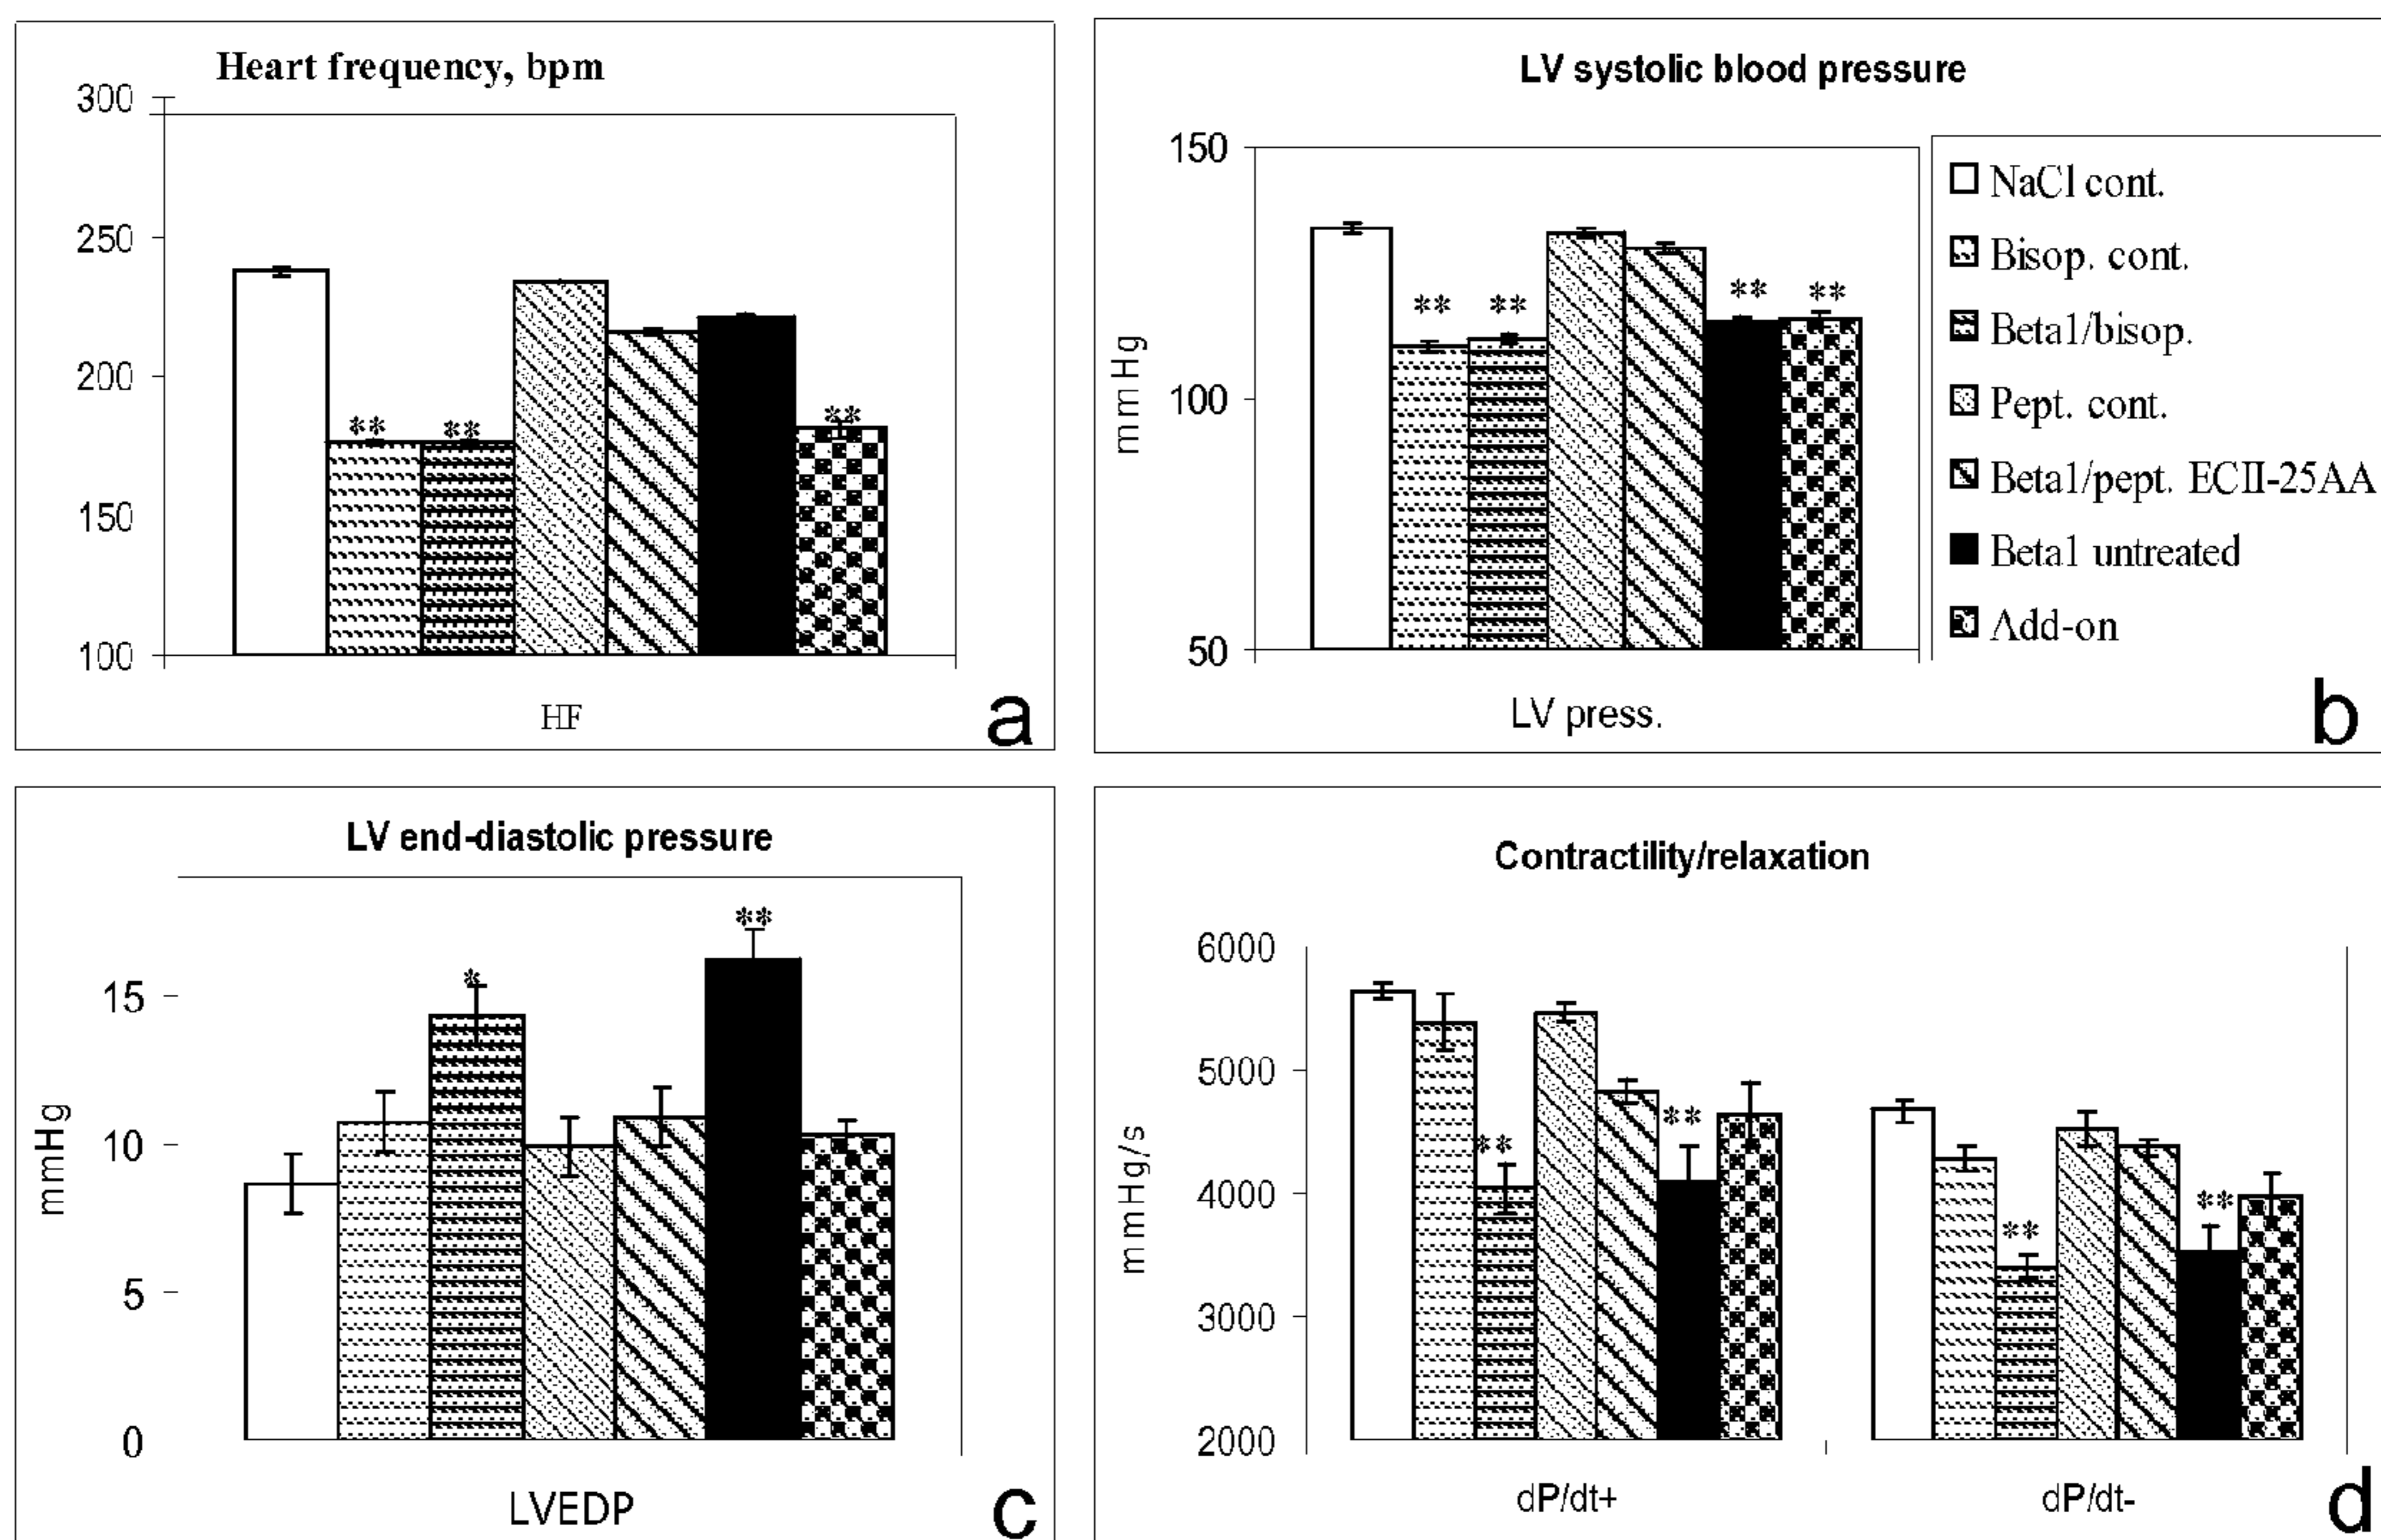 Heart frequency, bpm
300
250
200
150
100
** ** **
HF
a
LV systolic blood pressure
mmHg
150
100
50
** ** ** **
LV press.
NaCl cont.
Bisop. cont.
Beta1/bisop.
Pept. cont.
Beta1/pept. ECII-25AA
Beta1 untreated
Add-on
b
LV end-diastolic pressure
mmHg
15
10
5
0
* **
LVEDP
c
Contractility/relaxation
mmHg/s
6000
5000
4000
3000
2000
** ** ** **
dP/dt+ dP/dt-
d